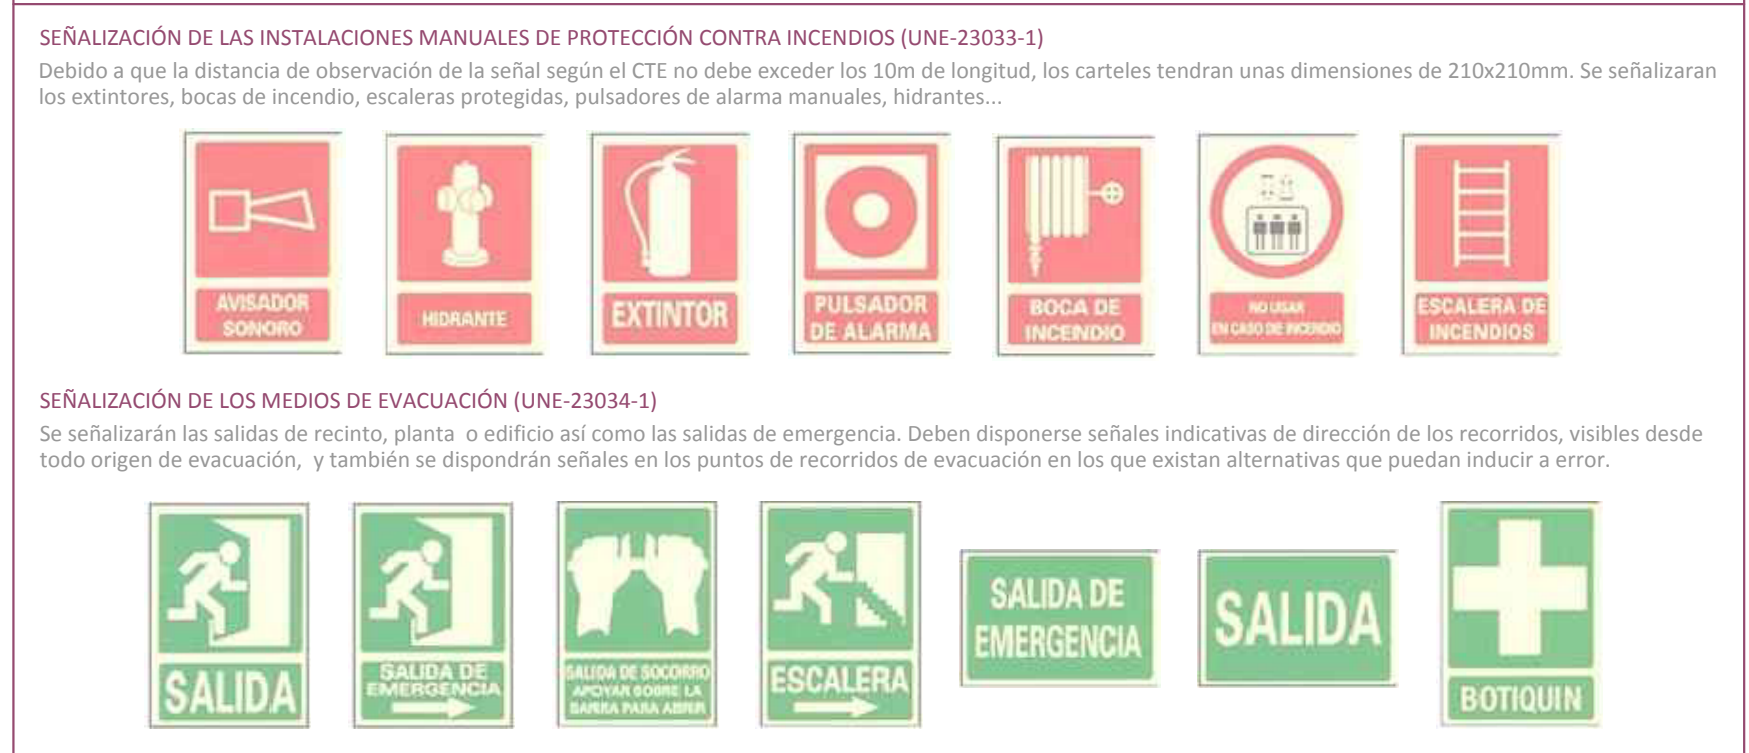 SEÑALIZACIÓN DE LAS INSTALACIONES MANUALES DE PROTECCIÓN CONTRA INCENDIOS (UNE-23033-1)
Debido a que la distancia de observación de la señal según el CTE no debe exceder los 10m de longitud, los carteles tendran unas dimensiones de 210x210mm. Se señalizaran
los extintores, bocas de incendio, escaleras protegidas, pulsadores de alarma manuales, hidrantes...
AVISADOR
SONORO
HIDRANTE
EXTINTOR
PULSADOR
DE ALARMA
BOCA DE
INCENDIO
NO USAR
EN CASO DE INCENDIO
ESCALERA DE
INCENDIOS
SEÑALIZACIÓN DE LOS MEDIOS DE EVACUACIÓN (UNE-23034-1)
Se señalizarán las salidas de recinto, planta o edificio así como las salidas de emergencia. Deben disponerse señales indicativas de dirección de los recorridos, visibles desde
todo origen de evacuación, y también se dispondrán señales en los puntos de recorridos de evacuación en los que existan alternativas que puedan inducir a error.
SALIDA
SALIDA DE
EMERGENCIA
SALIDA DE SOCORRO
APOYAR SOBRE LA
BARRA PARA ABRIR
ESCALERA
SALIDA DE
EMERGENCIA
SALIDA
BOTIQUIN